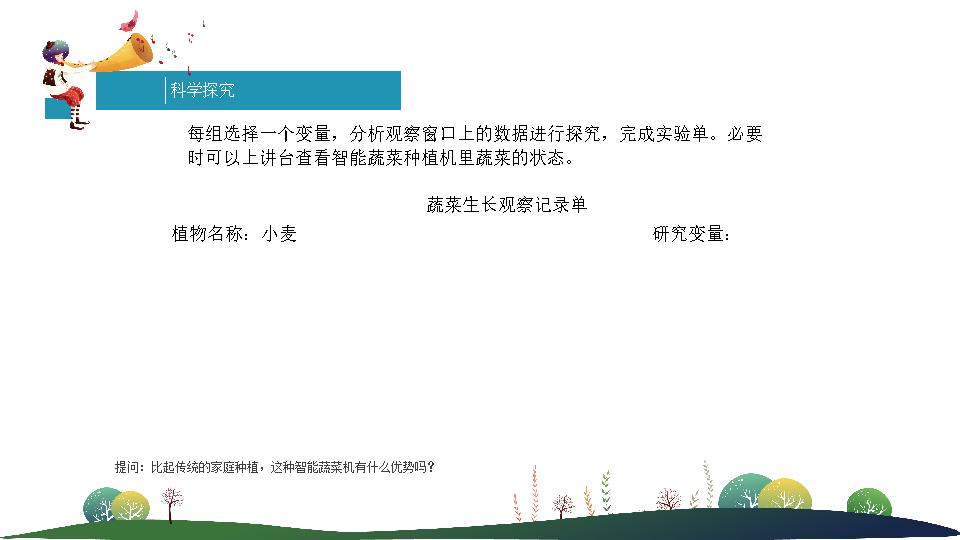 科学探究
每组选择一个变量，分析观察窗口上的数据进行探究，完成实验单。必要
时可以上讲台查看智能蔬菜种植机里蔬菜的状态。
蔬菜生长观察记录单
植物名称：小麦 研究变量：
提问：比起传统的家庭种植，这种智能蔬菜机有什么优势吗？